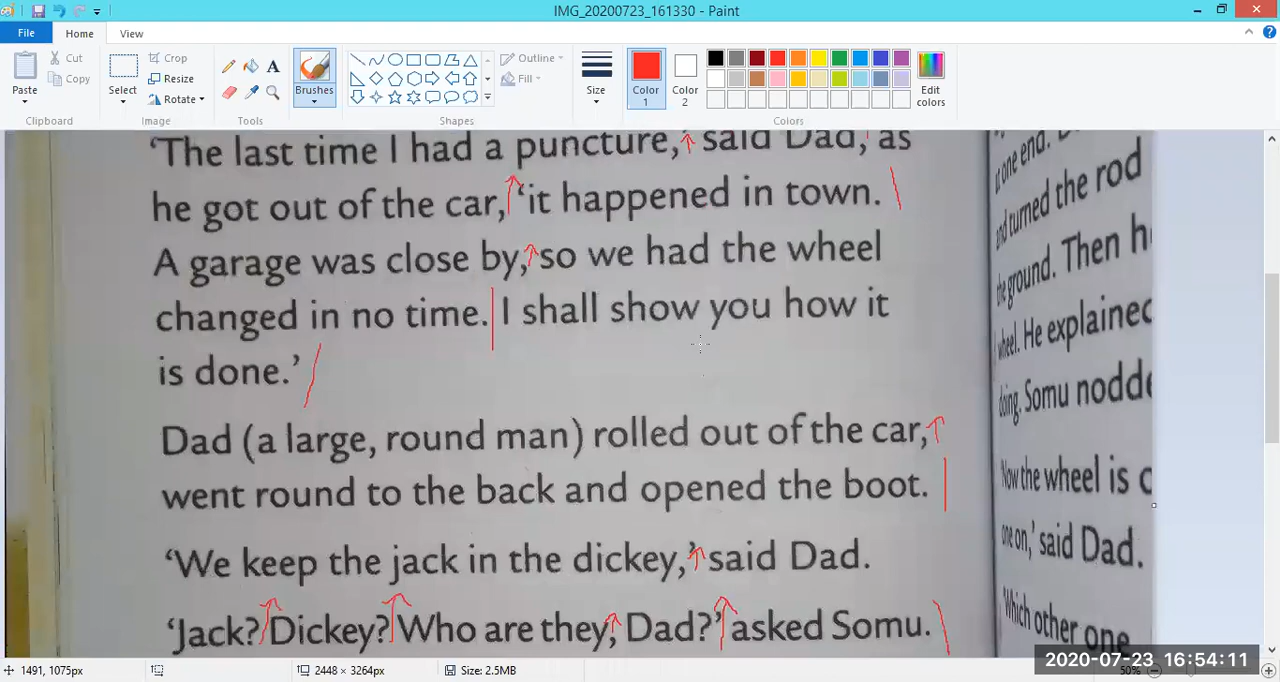 IMG_20200723_161330 - Paint
File Home View
Paste
Cut
Copy
Clipboard
Select
Crop
Resize
Rotate
Image
Tools
Brushes
Shapes
Outline
Fill
Size
Color 1
Color 2
Edit colors
Colors
‘The last time I had a puncture,’ said Dad, as
he got out of the car, ‘it happened in town.
A garage was close by, so we had the wheel
changed in no time. I shall show you how it
is done.’
Dad (a large, round man) rolled out of the car,
went round to the back and opened the boot.
‘We keep the jack in the dickey,’ said Dad.
‘Jack? Dickey? Who are they, Dad?’ asked Somu.
at one end.
and turned the rod
the ground. Then
wheel. He explained
doing. Somu
Now the wheel is
one on,’ said Dad.
‘Which other one
1491, 1075px
2448 × 3264px
Size: 2.5MB
50%
2020-07-23 16:54:11